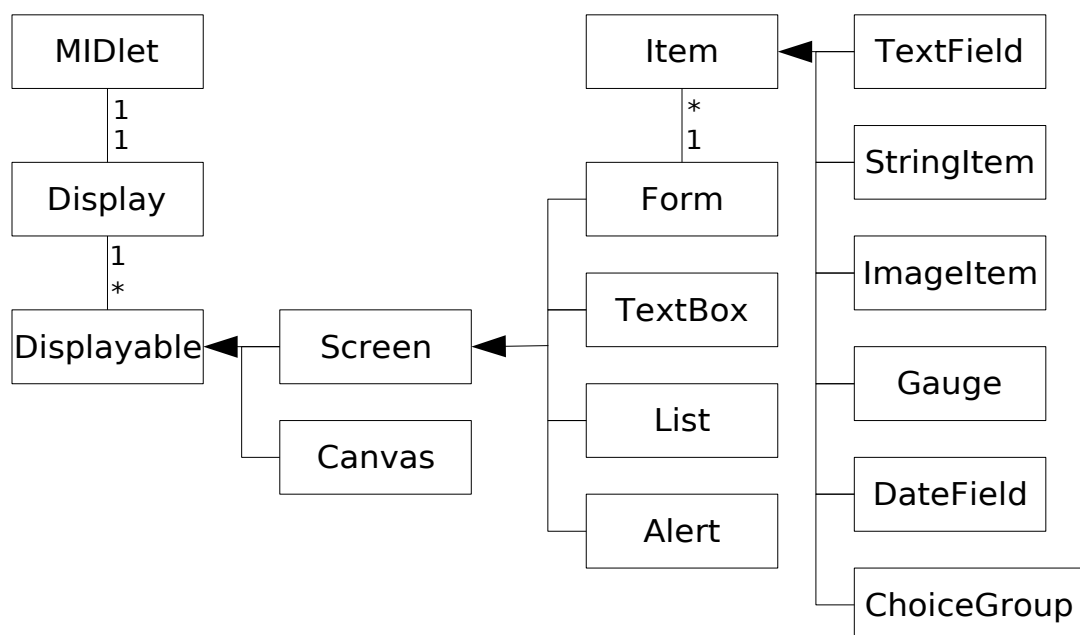 MIDlet
1
1
Display
1
*
Displayable
Screen
Canvas
Item
*
1
Form
TextBox
List
Alert
TextField
StringItem
ImageItem
Gauge
DateField
ChoiceGroup